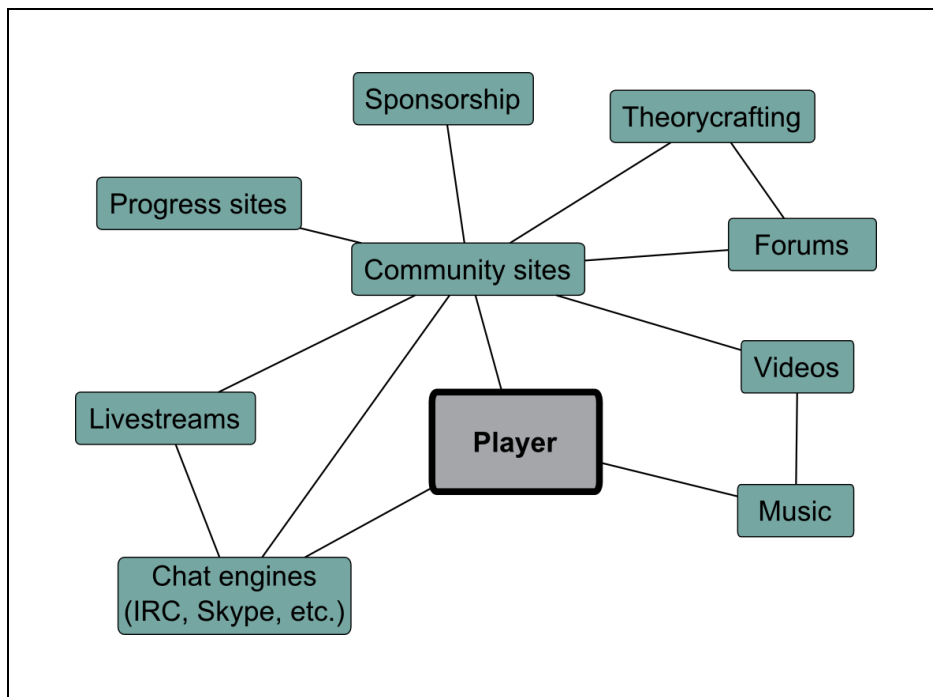 Sponsorship
Theorycrafting
Progress sites
Forums
Community sites
Videos
Livestreams
Player
Music
Chat engines
(IRC, Skype, etc.)